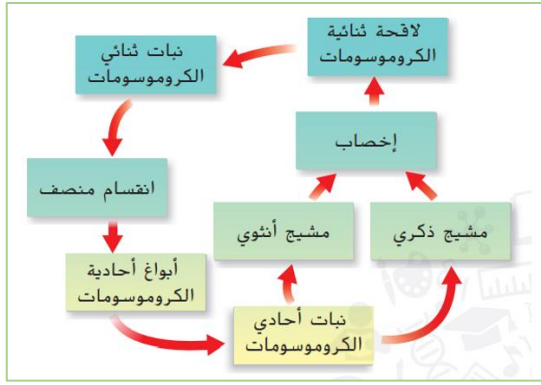 لاقحة ثنائية
الكروموسومات
نبات ثنائي
الكروموسومات
إخصاب
انقسام منصف
مشيج ذكري
مشيج أنثوي
أبواغ أحادية
الكروموسومات
نبات أحادي
الكروموسومات